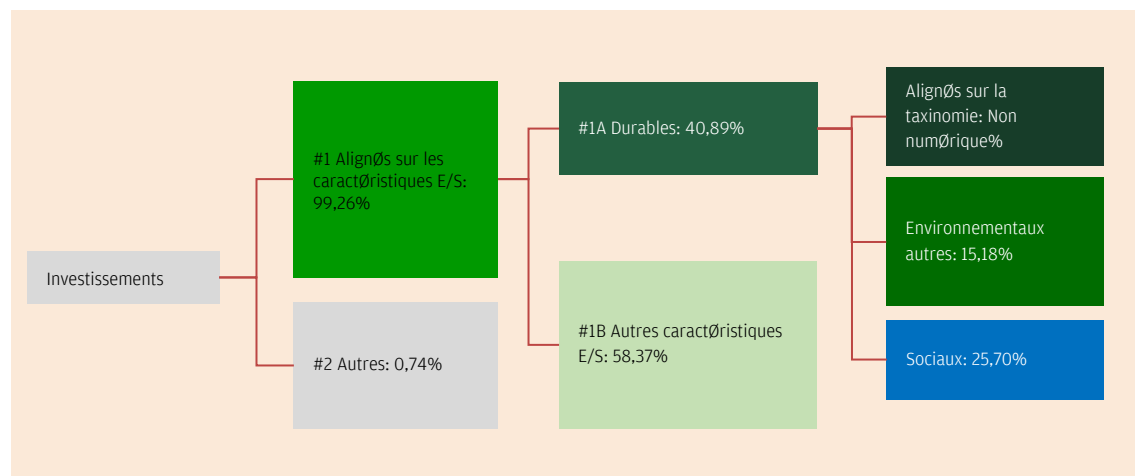 Investissements
#1 AlignØs sur les
caractØristiques E/S:
99,26%
#2 Autres: 0,74%
#1A Durables: 40,89%
#1B Autres caractØristiques
E/S: 58,37%
AlignØs sur la
taxinomie: Non
numØrique%
Environnementaux
autres: 15,18%
Sociaux: 25,70%